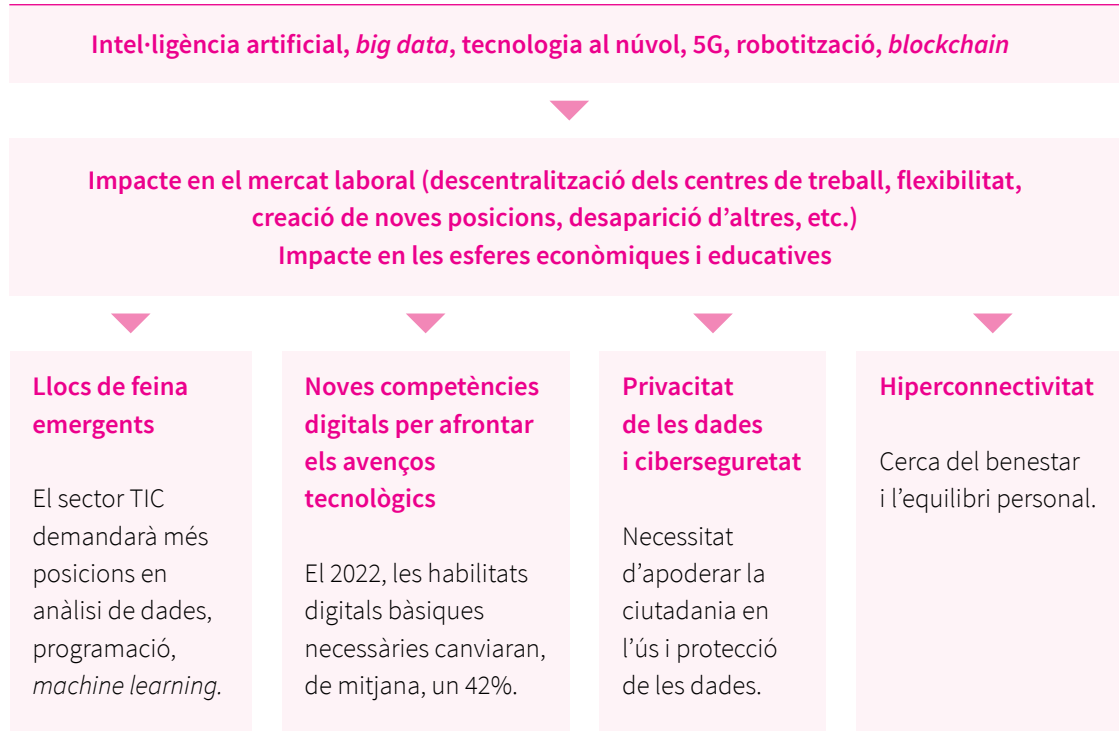 Intel·ligència artificial, big data, tecnologia al núvol, 5G, robotització, blockchain
Impacte en el mercat laboral (descentralització dels centres de treball, flexibilitat,
creació de noves posicions, desaparició d’altres, etc.)
Impacte en les esferes econòmiques i educatives
Llocs de feina
emergents
El sector TIC
demandarà més
posicions en
anàlisi de dades,
programació,
machine learning.
Noves competències
digitals per afrontar
els avenços
tecnològics
El 2022, les habilitats
digitals bàsiques
necessàries canviaran,
de mitjana, un 42%.
Privacitat
de les dades
i ciberseguretat
Necessitat
d’apoderar la
ciutadania en
l’ús i protecció
de les dades.
Hiperconnectivitat
Cerca del benestar
i l’equilibri personal.